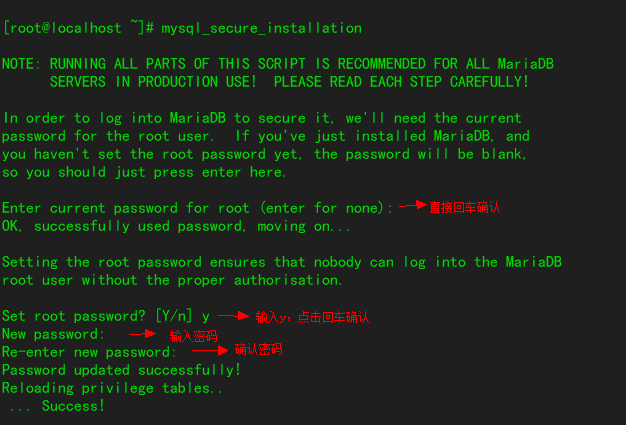 [root@localhost ~]# mysql_secure_installation
NOTE: RUNNING ALL PARTS OF THIS SCRIPT IS RECOMMENDED FOR ALL MariaDB
SERVERS IN PRODUCTION USE!  PLEASE READ EACH STEP CAREFULLY!
In order to log into MariaDB to secure it, we'll need the current
password for the root user.  If you've just installed MariaDB, and
you haven't set the root password yet, the password will be blank,
so you should just press enter here.
Enter current password for root (enter for none): 直接回车确认
OK, successfully used password, moving on...
Setting the root password ensures that nobody can log into the MariaDB
root user without the proper authorisation.
Set root password? [Y/n] y 输入y，点击回车确认
New password: 输入密码
Re-enter new password: 确认密码
Password updated successfully!
Reloading privilege tables..
... Success!